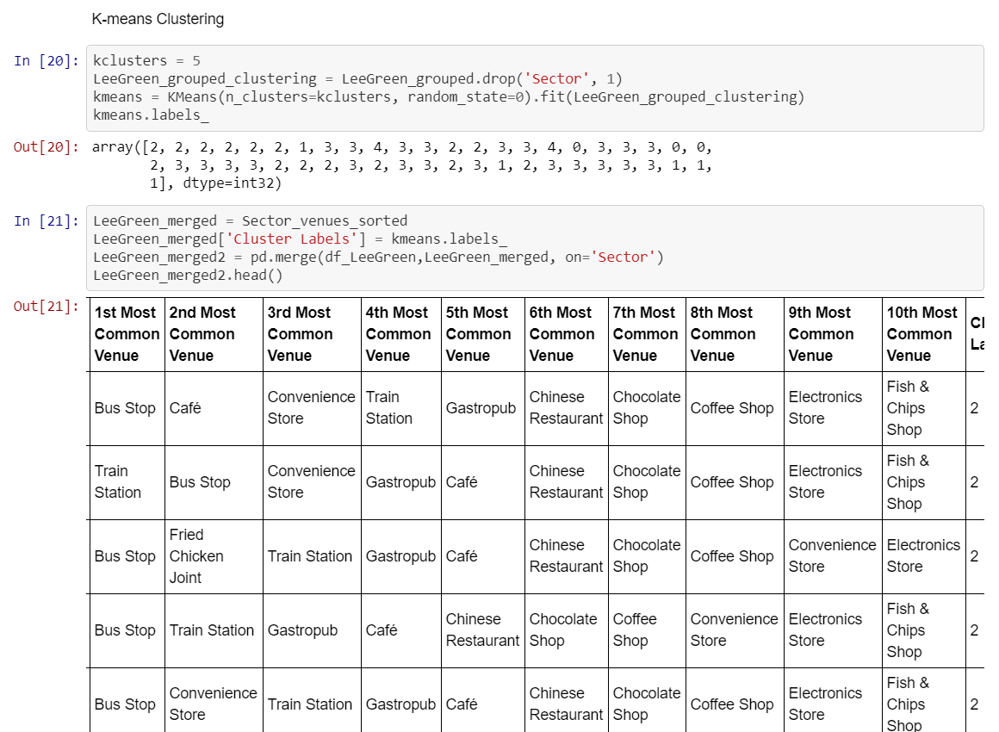 K-means Clustering
In [20]: kclusters = 5
LeeGreen_grouped_clustering = LeeGreen_grouped.drop('Sector', 1)
kmeans = KMeans(n_clusters=kclusters, random_state=0).fit(LeeGreen_grouped_clustering)
kmeans.labels_
Out[20]: array([2, 2, 2, 2, 2, 2, 1, 3, 3, 4, 3, 3, 2, 2, 3, 3, 4, 0, 3, 3, 3, 0, 0,
2, 3, 3, 3, 3, 2, 2, 2, 3, 2, 3, 3, 2, 3, 1, 2, 3, 3, 3, 3, 3, 1, 1,
1], dtype=int32)
In [21]: LeeGreen_merged = Sector_venues_sorted
LeeGreen_merged['Cluster Labels'] = kmeans.labels_
LeeGreen_merged2 = pd.merge(df_LeeGreen,LeeGreen_merged, on='Sector')
LeeGreen_merged2.head()
Out[21]: 1st Most 2nd Most 3rd Most 4th Most 5th Most 6th Most 7th Most 8th Most 9th Most 10th Most
Common Common Common Common Common Common Common Common Common Common Cl
Venue Venue Venue Venue Venue Venue Venue Venue Venue Venue La
Bus Stop Café Convenience Store Train Station Gastropub Chinese Restaurant Chocolate Shop Coffee Shop Electronics Store Fish & Chips Shop 2
Train Station Bus Stop Convenience Store Gastropub Café Chinese Restaurant Chocolate Shop Coffee Shop Electronics Store Fish & Chips Shop 2
Bus Stop Fried Chicken Joint Train Station Gastropub Café Chinese Restaurant Chocolate Shop Coffee Shop Convenience Store Electronics Store 2
Bus Stop Train Station Gastropub Café Chinese Restaurant Chocolate Shop Coffee Shop Convenience Store Electronics Store Fish & Chips Shop 2
Bus Stop Convenience Store Train Station Gastropub Café Chinese Restaurant Chocolate Shop Coffee Shop Electronics Store Fish & Chips Shop 2